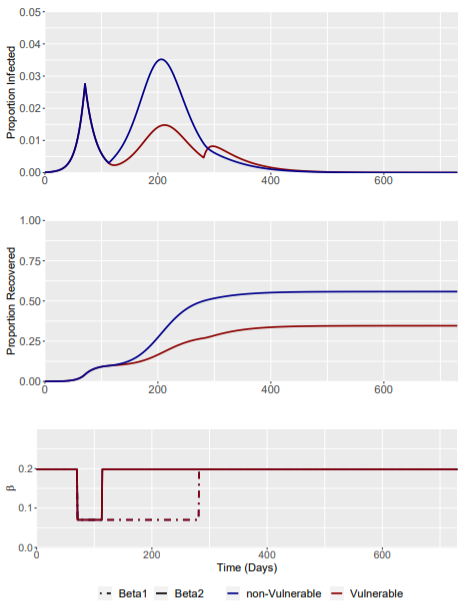 0.05
0.04
0.03
0.02
0.01
0.00
Proportion Infected
0 200 400 600
1.00
0.75
0.50
0.25
0.00
Proportion Recovered
0 200 400 600
0.2
0.1
0.0
β
0 200 400 600
Time (Days)
Beta1 Beta2 non-Vulnerable Vulnerable